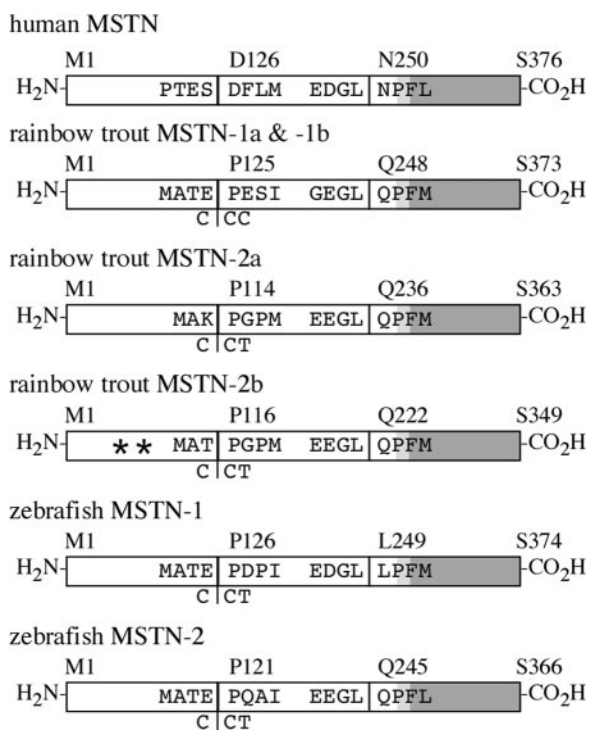 human MSTN
M1 D126 N250 S376
H₂N- PTES DFLM EDGL NPFL -CO₂H
rainbow trout MSTN-1a & -1b
M1 P125 Q248 S373
H₂N- MATE PESI GEGL QPFM -CO₂H
C CC
rainbow trout MSTN-2a
M1 P114 Q236 S363
H₂N- MAK PGPM EEGL QPFM -CO₂H
C CT
rainbow trout MSTN-2b
M1 P116 Q222 S349
H₂N- ** MAT PGPM EEGL QPFM -CO₂H
C CT
zebrafish MSTN-1
M1 P126 L249 S374
H₂N- MATE PDPI EDGL LPFM -CO₂H
C CT
zebrafish MSTN-2
M1 P121 Q245 S366
H₂N- MATE PQAI EEGL QPFL -CO₂H
C CT